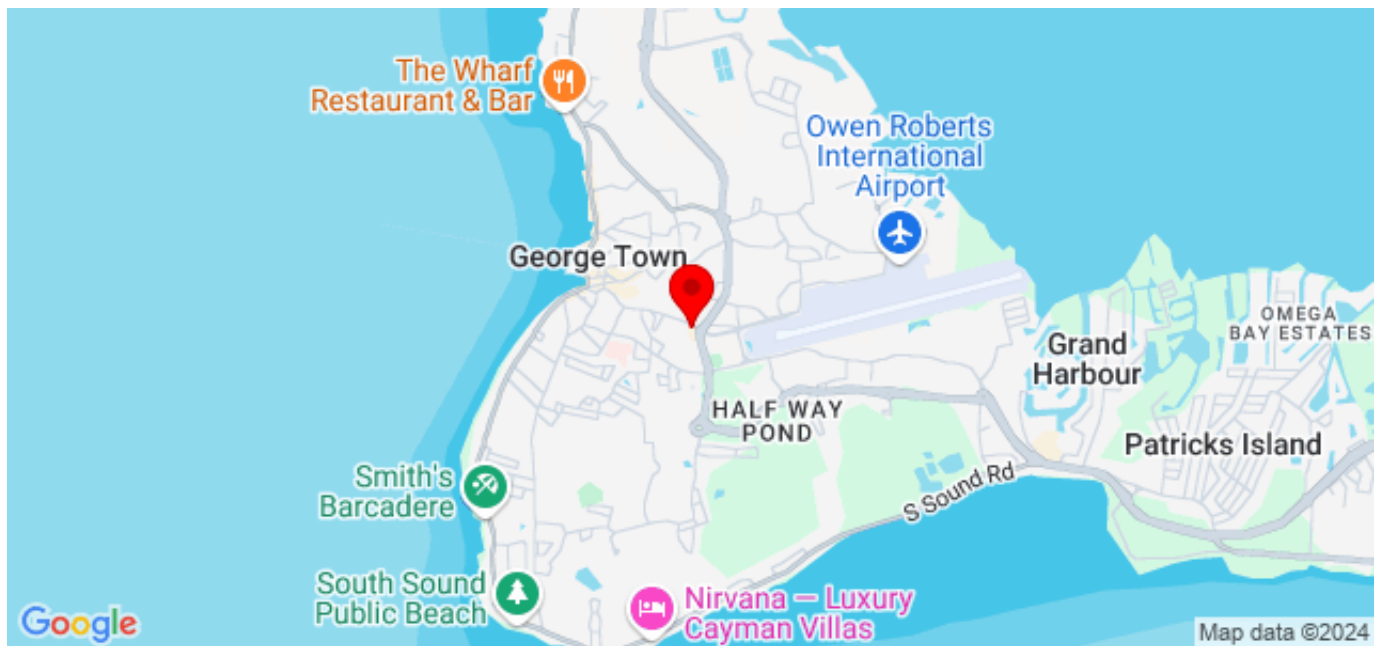 The Wharf
Restaurant & Bar
Owen Roberts
International
Airport
George Town
OMEGA
BAY ESTATES
Grand
Harbour
HALF WAY
POND
Patricks Island
Smith's
Barcadere
S Sound Rd
South Sound
Public Beach
Nirvana — Luxury
Cayman Villas
Google
Map data ©2024